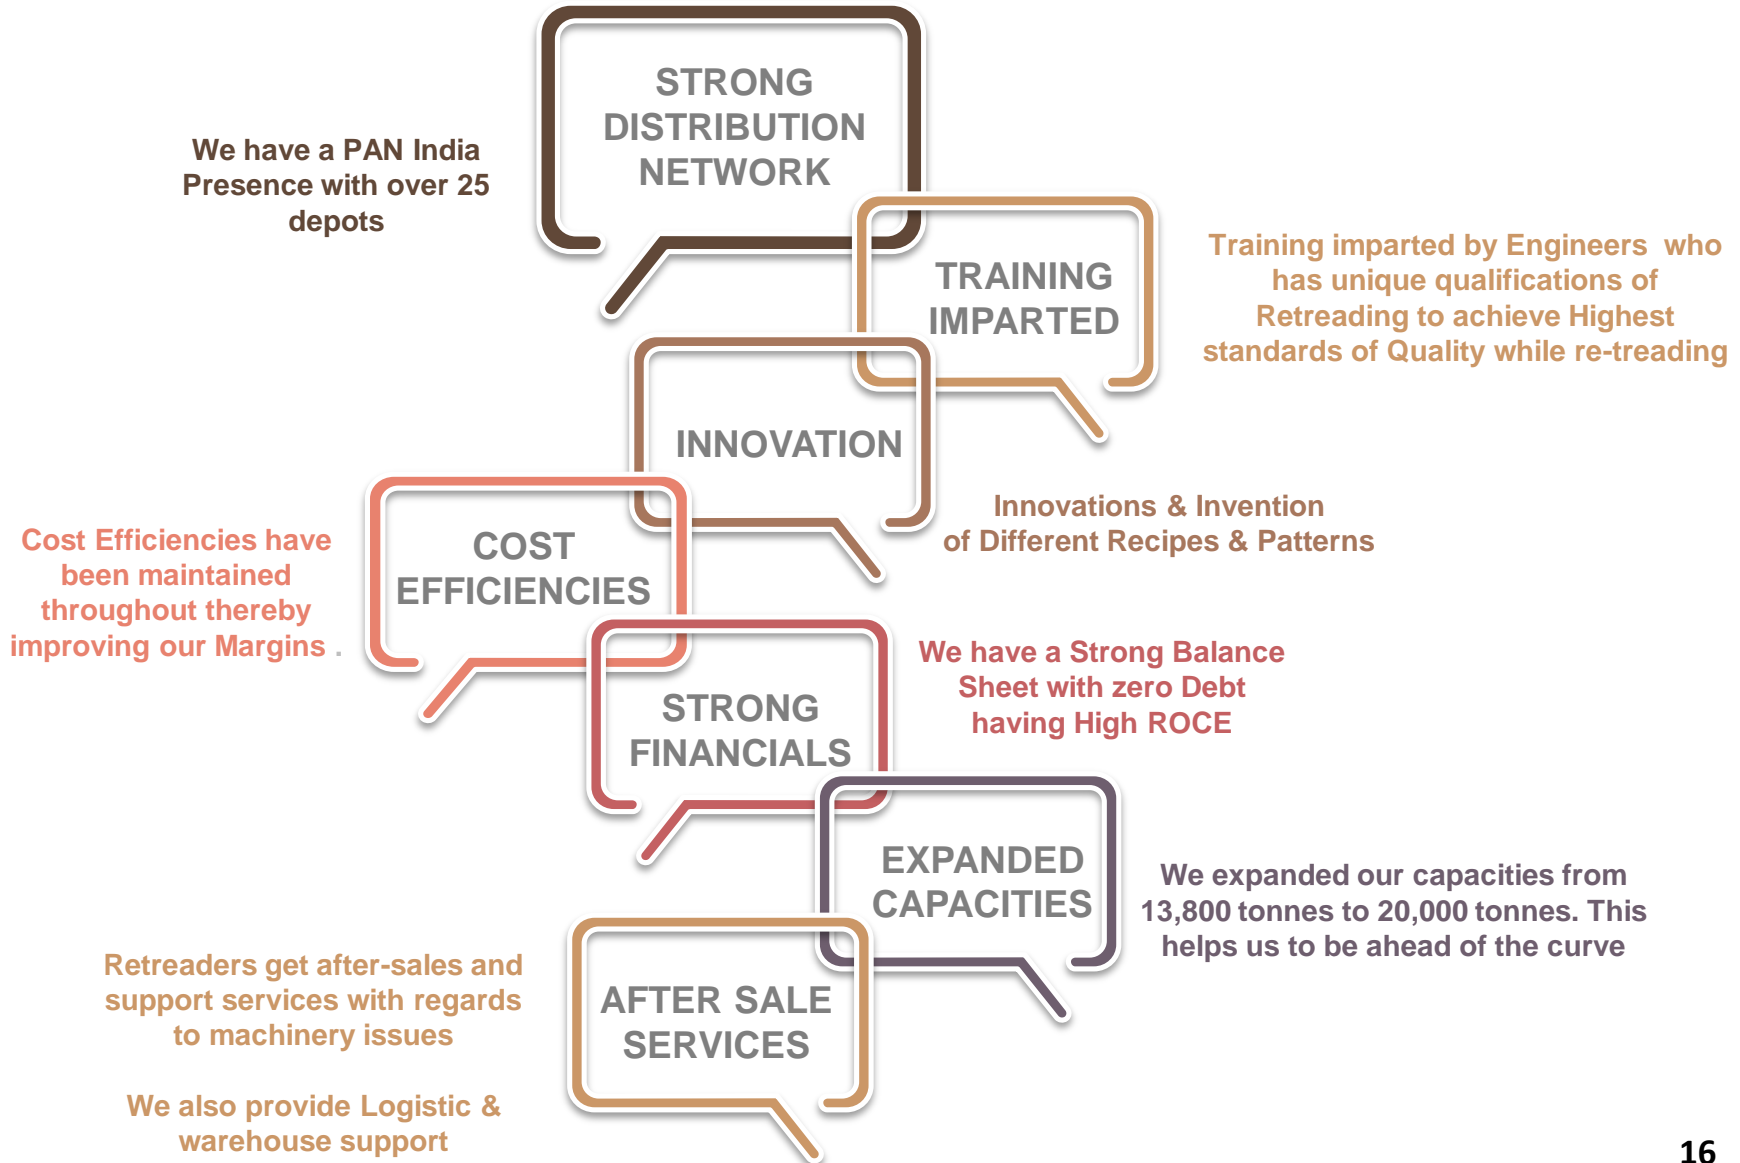 STRONG
DISTRIBUTION
NETWORK
We have a PAN India
Presence with over 25
depots
TRAINING
IMPARTED
Training imparted by Engineers  who
has unique qualifications of
Retreading to achieve Highest
standards of Quality while re-treading
INNOVATION
Innovations & Invention
of Different Recipes & Patterns
COST
EFFICIENCIES
Cost Efficiencies have
been maintained
throughout thereby
improving our Margins .
STRONG
FINANCIALS
We have a Strong Balance
Sheet with zero Debt
having High ROCE
EXPANDED
CAPACITIES
We expanded our capacities from
13,800 tonnes to 20,000 tonnes. This
helps us to be ahead of the curve
AFTER SALE
SERVICES
Retreaders get after-sales and
support services with regards
to machinery issues
We also provide Logistic &
warehouse support
16